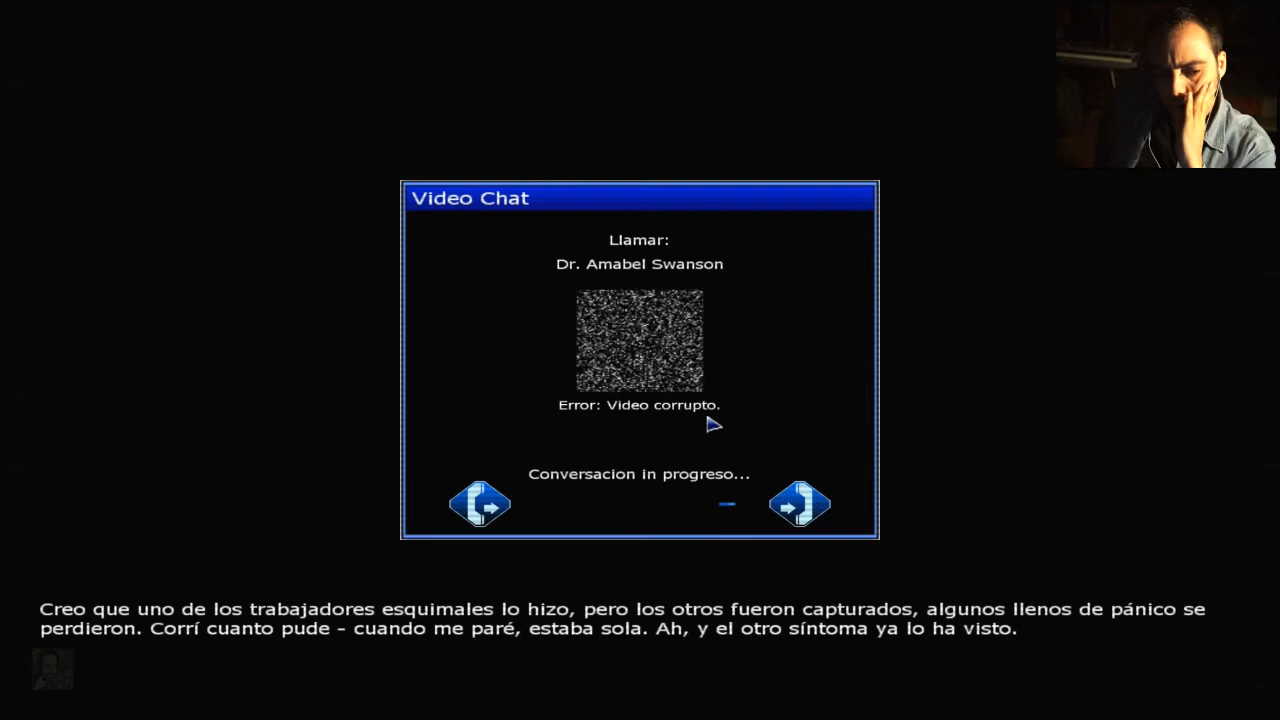 Video Chat
Llamar:
Dr. Amabel Swanson
Error: Video corrupto.
Conversacion in progreso...
Creo que uno de los trabajadores esquimales lo hizo, pero los otros fueron capturados, algunos llenos de pánico se
perdieron. Corrí cuanto pude - cuando me paré, estaba sola. Ah, y el otro síntoma ya lo ha visto.